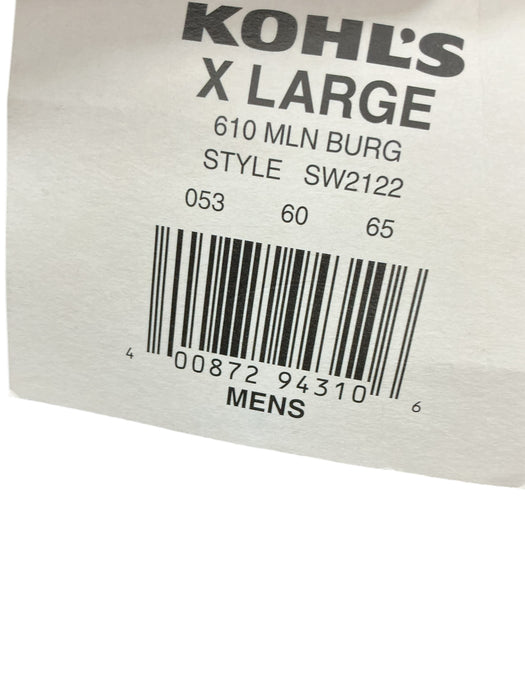 KOHL'S
X LARGE
610 MLN BURG
STYLE SW2122
053 60 65
4 00872 94310 6
MENS